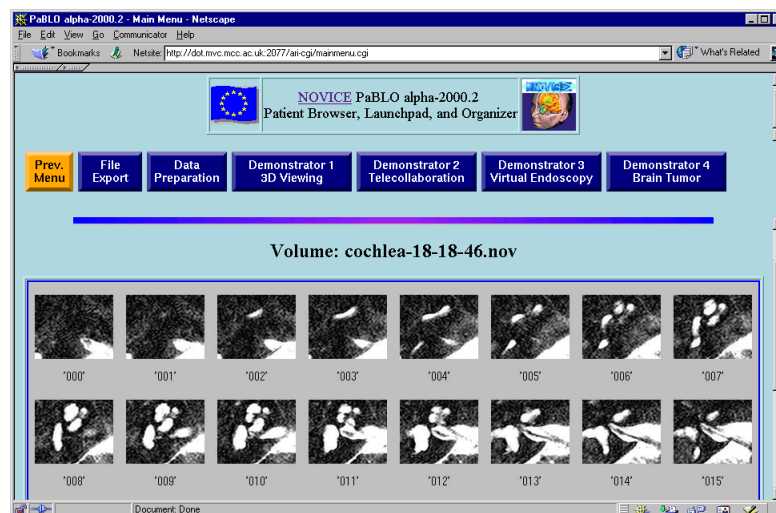 PaBLO alpha-2000.2 - Main Menu - Netscape
File Edit View Go Communicator Help
Bookmarks Netsite: http://dot.mvc.mcc.ac.uk:2077/ari-cgi/mainmenu.cgi What's Related
NOVICE PaBLO alpha-2000.2
Patient Browser, Launchpad, and Organizer
NOVICE
Prev. Menu
File Export
Data Preparation
Demonstrator 1 3D Viewing
Demonstrator 2 Telecollaboration
Demonstrator 3 Virtual Endoscopy
Demonstrator 4 Brain Tumor
Volume: cochlea-18-18-46.nov
'000' '001' '002' '003' '004' '005' '006' '007'
'008' '009' '010' '011' '012' '013' '014' '015'
Document: Done